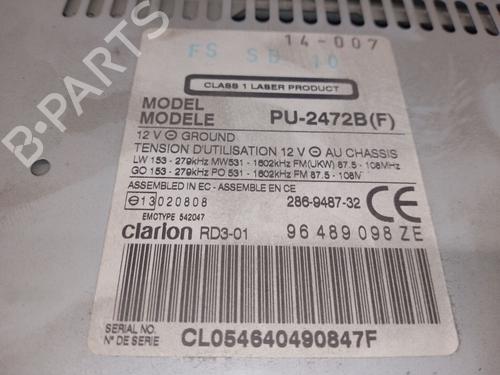 14-007
FS SB 10
CLASS 1 LASER PRODUCT
MODEL
MODELE PU-2472B(F)
12 V ⊖ GROUND
TENSION D'UTILISATION 12 V ⊖ AU CHASSIS
LW 153 - 279kHz MW531 - 1602kHz FM(UKW) 87.5 - 108MHz
GO 153 - 279kHz PO 531 - 1602kHz FM 87.5 - 108M
ASSEMBLED IN EC - ASSEMBLE EN CE
13020808 286-9487-32 CE
EMCTYPE 542047
clarion RD3-01 96 489 098 ZE
SERIAL NO.
N° DE SERIE CL054640490847F
B-PARTS